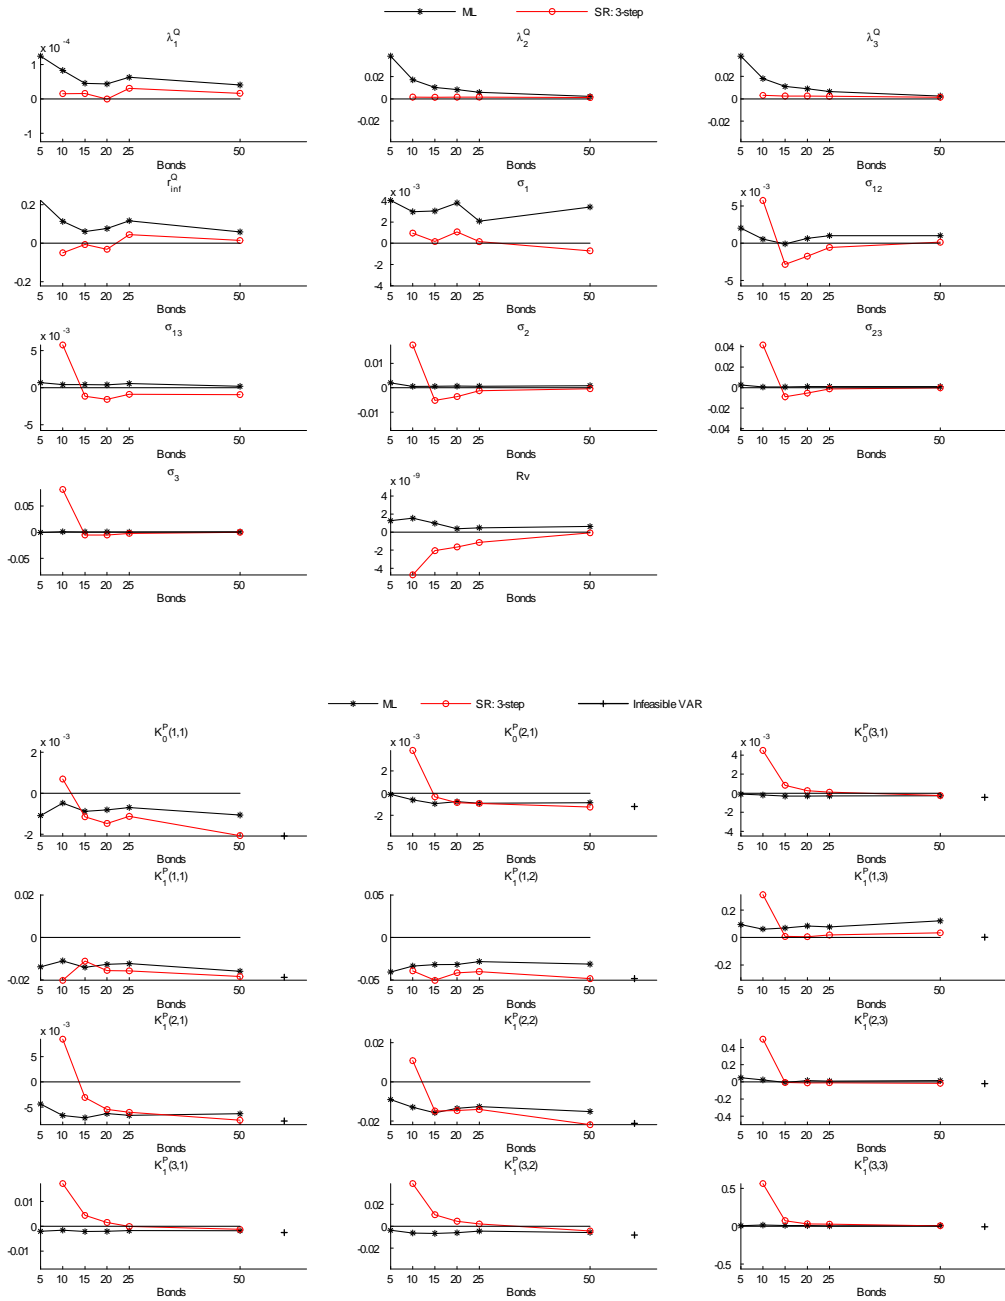 ML SR: 3-step
λ̂₁^Q λ̂₂^Q λ̂₃^Q
x 10⁻⁴
1 0 -1
0.02 0 -0.02
0.02 0 -0.02
5 10 15 20 25 50 5 10 15 20 25 50 5 10 15 20 25 50
Bonds Bonds Bonds
r_inf^Q σ₁ σ₁₂
x 10⁻³ x 10⁻³
0.2 0 -0.2
4 2 0 -2 -4
5 0 -5
5 10 15 20 25 50 5 10 15 20 25 50 5 10 15 20 25 50
Bonds Bonds Bonds
σ₁₃ σ₂ σ₂₃
x 10⁻³
5 0 -5
0.01 0 -0.01
0.04 0.02 0 -0.02 -0.04
5 10 15 20 25 50 5 10 15 20 25 50 5 10 15 20 25 50
Bonds Bonds Bonds
σ₃ Rv
x 10⁻⁹
0.05 0 -0.05
4 2 0 -2 -4
5 10 15 20 25 50 5 10 15 20 25 50
Bonds Bonds
ML SR: 3-step Infeasible VAR
K₀^P(1,1) K₀^P(2,1) K₀^P(3,1)
x 10⁻³ x 10⁻³ x 10⁻³
2 0 -2
2 0 -2
4 2 0 -2 -4
5 10 15 20 25 50 5 10 15 20 25 50 5 10 15 20 25 50
Bonds Bonds Bonds
K₁^P(1,1) K₁^P(1,2) K₁^P(1,3)
0.02 0 -0.02
0.05 0 -0.05
0.2 0 -0.2
5 10 15 20 25 50 5 10 15 20 25 50 5 10 15 20 25 50
Bonds Bonds Bonds
K₁^P(2,1) K₁^P(2,2) K₁^P(2,3)
x 10⁻³
5 0 -5
0.02 0 -0.02
0.4 0.2 0 -0.2 -0.4
5 10 15 20 25 50 5 10 15 20 25 50 5 10 15 20 25 50
Bonds Bonds Bonds
K₁^P(3,1) K₁^P(3,2) K₁^P(3,3)
0.01 0 -0.01
0.02 0 -0.02
0.5 0 -0.5
5 10 15 20 25 50 5 10 15 20 25 50 5 10 15 20 25 50
Bonds Bonds Bonds